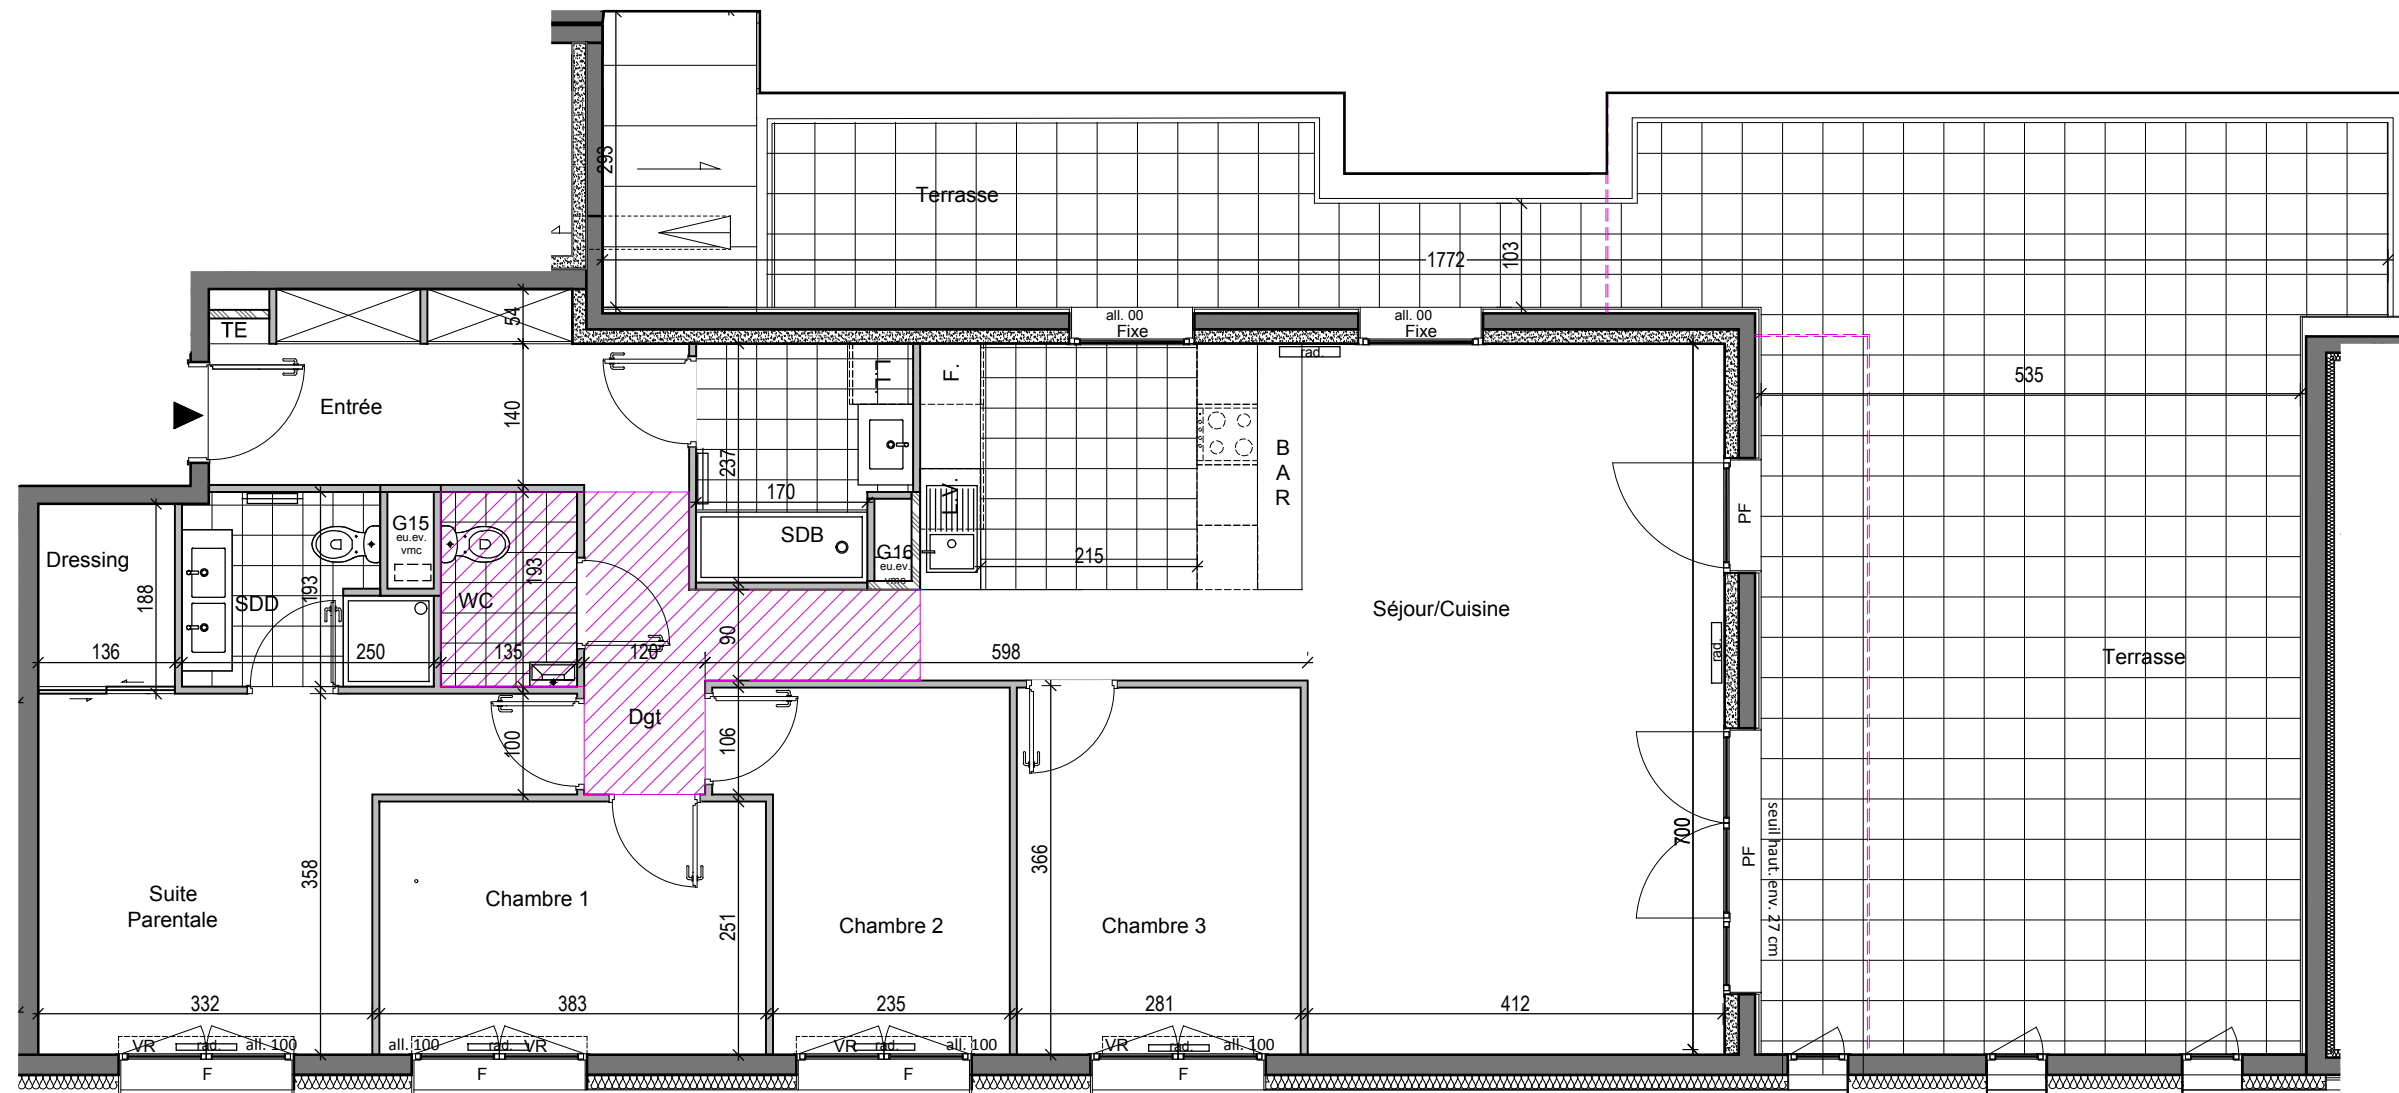 293
Terrasse
1772
103
all. 00
Fixe
all. 00
Fixe
TE
54
rad.
F.
535
Entrée
140
B
A
R
237
170
L.V.
PF
G15
eu.ev.
vmc
SDB
G16
eu.ev.
vmc
215
Dressing
188
193
SDD
WC
193
Séjour/Cuisine
136
250
135
120
90
598
rad.
Terrasse
Dgt
100
106
700
PF
seuil haut. env. 27 cm
358
366
251
Suite
Parentale
Chambre 1
Chambre 2
Chambre 3
332
383
235
281
412
VR
rad.
all. 100
all. 100
rad.
VR
VR
rad.
all. 100
VR
rad.
all. 100
F
F
F
F